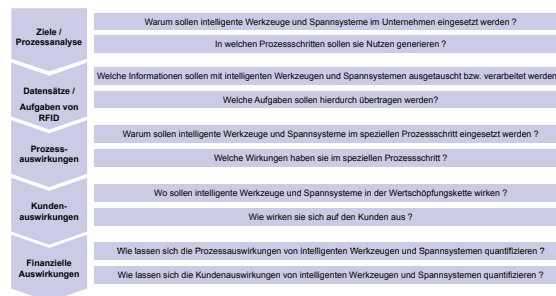 Ziele /
Prozessanalyse
Warum sollen intelligente Werkzeuge und Spannsysteme im Unternehmen eingesetzt werden ?
In welchen Prozessschritten sollen sie Nutzen generieren ?
Datensätze /
Aufgaben von
RFID
Welche Informationen sollen mit intelligenten Werkzeugen und Spannsystemen ausgetauscht bzw. verarbeitet werden
Welche Aufgaben sollen hierdurch übertragen werden?
Prozess-
auswirkungen
Warum sollen intelligente Werkzeuge und Spannsysteme im speziellen Prozessschritt eingesetzt werden ?
Welche Wirkungen haben sie im speziellen Prozessschritt ?
Kunden-
auswirkungen
Wo sollen intelligente Werkzeuge und Spannsysteme in der Wertschöpfungskette wirken ?
Wie wirken sie sich auf den Kunden aus ?
Finanzielle
Auswirkungen
Wie lassen sich die Prozessauswirkungen von intelligenten Werkzeugen und Spannsystemen quantifizieren ?
Wie lassen sich die Kundenauswirkungen von intelligenten Werkzeugen und Spannsystemen quantifizieren ?